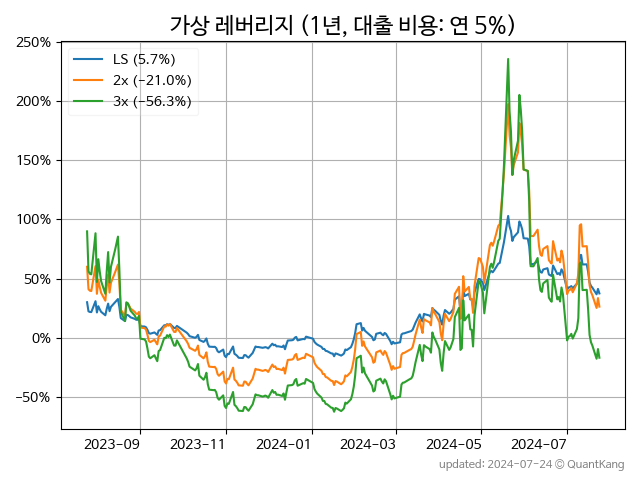 가상 레버리지 (1년, 대출 비용: 연 5%)
250%
200%
150%
100%
50%
0%
−50%
LS (5.7%)
2x (−21.0%)
3x (−56.3%)
2023-09
2023-11
2024-01
2024-03
2024-05
2024-07
updated: 2024-07-24 © QuantKang